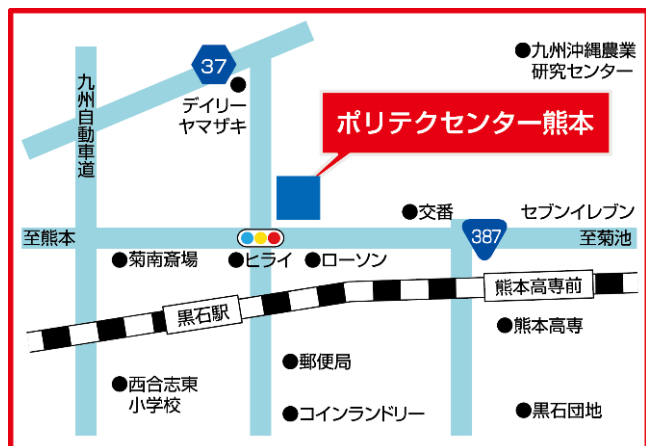 37
九州沖縄農業
研究センター
九州自動車道
デイリー
ヤマザキ
ポリテクセンター熊本
交番
セブンイレブン
至熊本
387
至菊池
菊南斎場
ヒライ
ローソン
熊本高専前
黒石駅
熊本高専
郵便局
西合志東
小学校
コインランドリー
黒石団地